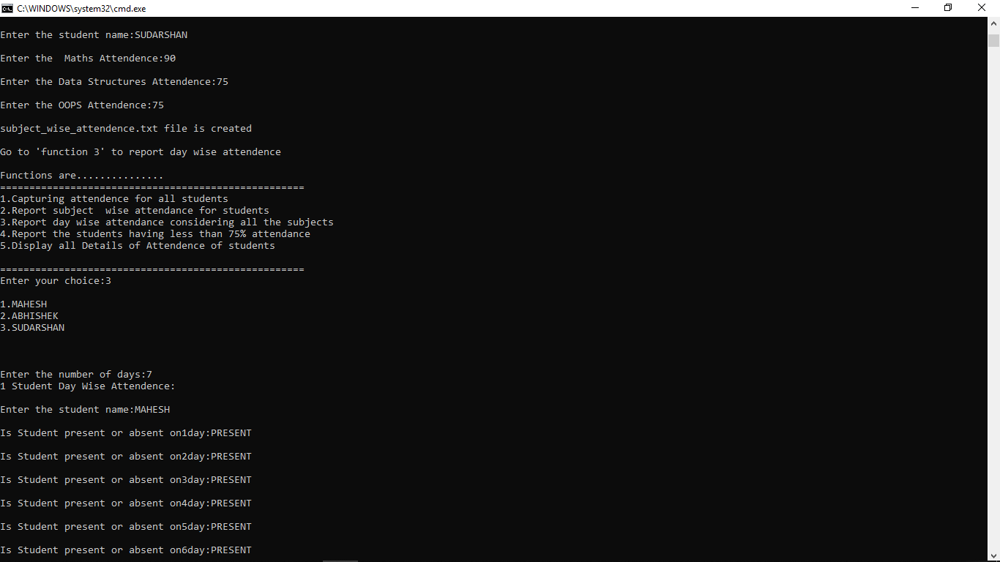 C:\WINDOWS\system32\cmd.exe
Enter the student name:SUDARSHAN
Enter the  Maths Attendence:90
Enter the Data Structures Attendence:75
Enter the OOPS Attendence:75
subject_wise_attendence.txt file is created
Go to 'function 3' to report day wise attendence
Functions are...............
====================================================
1.Capturing attendence for all students
2.Report subject  wise attendance for students
3.Report day wise attendance considering all the subjects
4.Report the students having less than 75% attendance
5.Display all Details of Attendence of students
====================================================
Enter your choice:3
1.MAHESH
2.ABHISHEK
3.SUDARSHAN
Enter the number of days:7
1 Student Day Wise Attendence:
Enter the student name:MAHESH
Is Student present or absent on1day:PRESENT
Is Student present or absent on2day:PRESENT
Is Student present or absent on3day:PRESENT
Is Student present or absent on4day:PRESENT
Is Student present or absent on5day:PRESENT
Is Student present or absent on6day:PRESENT